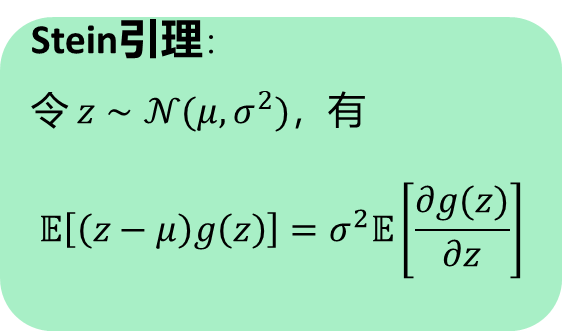 Stein引理:
令 z ~ 𝒩(μ, σ²)，有
𝔼[(z − μ)g(z)] = σ²𝔼[∂g(z)/∂z]